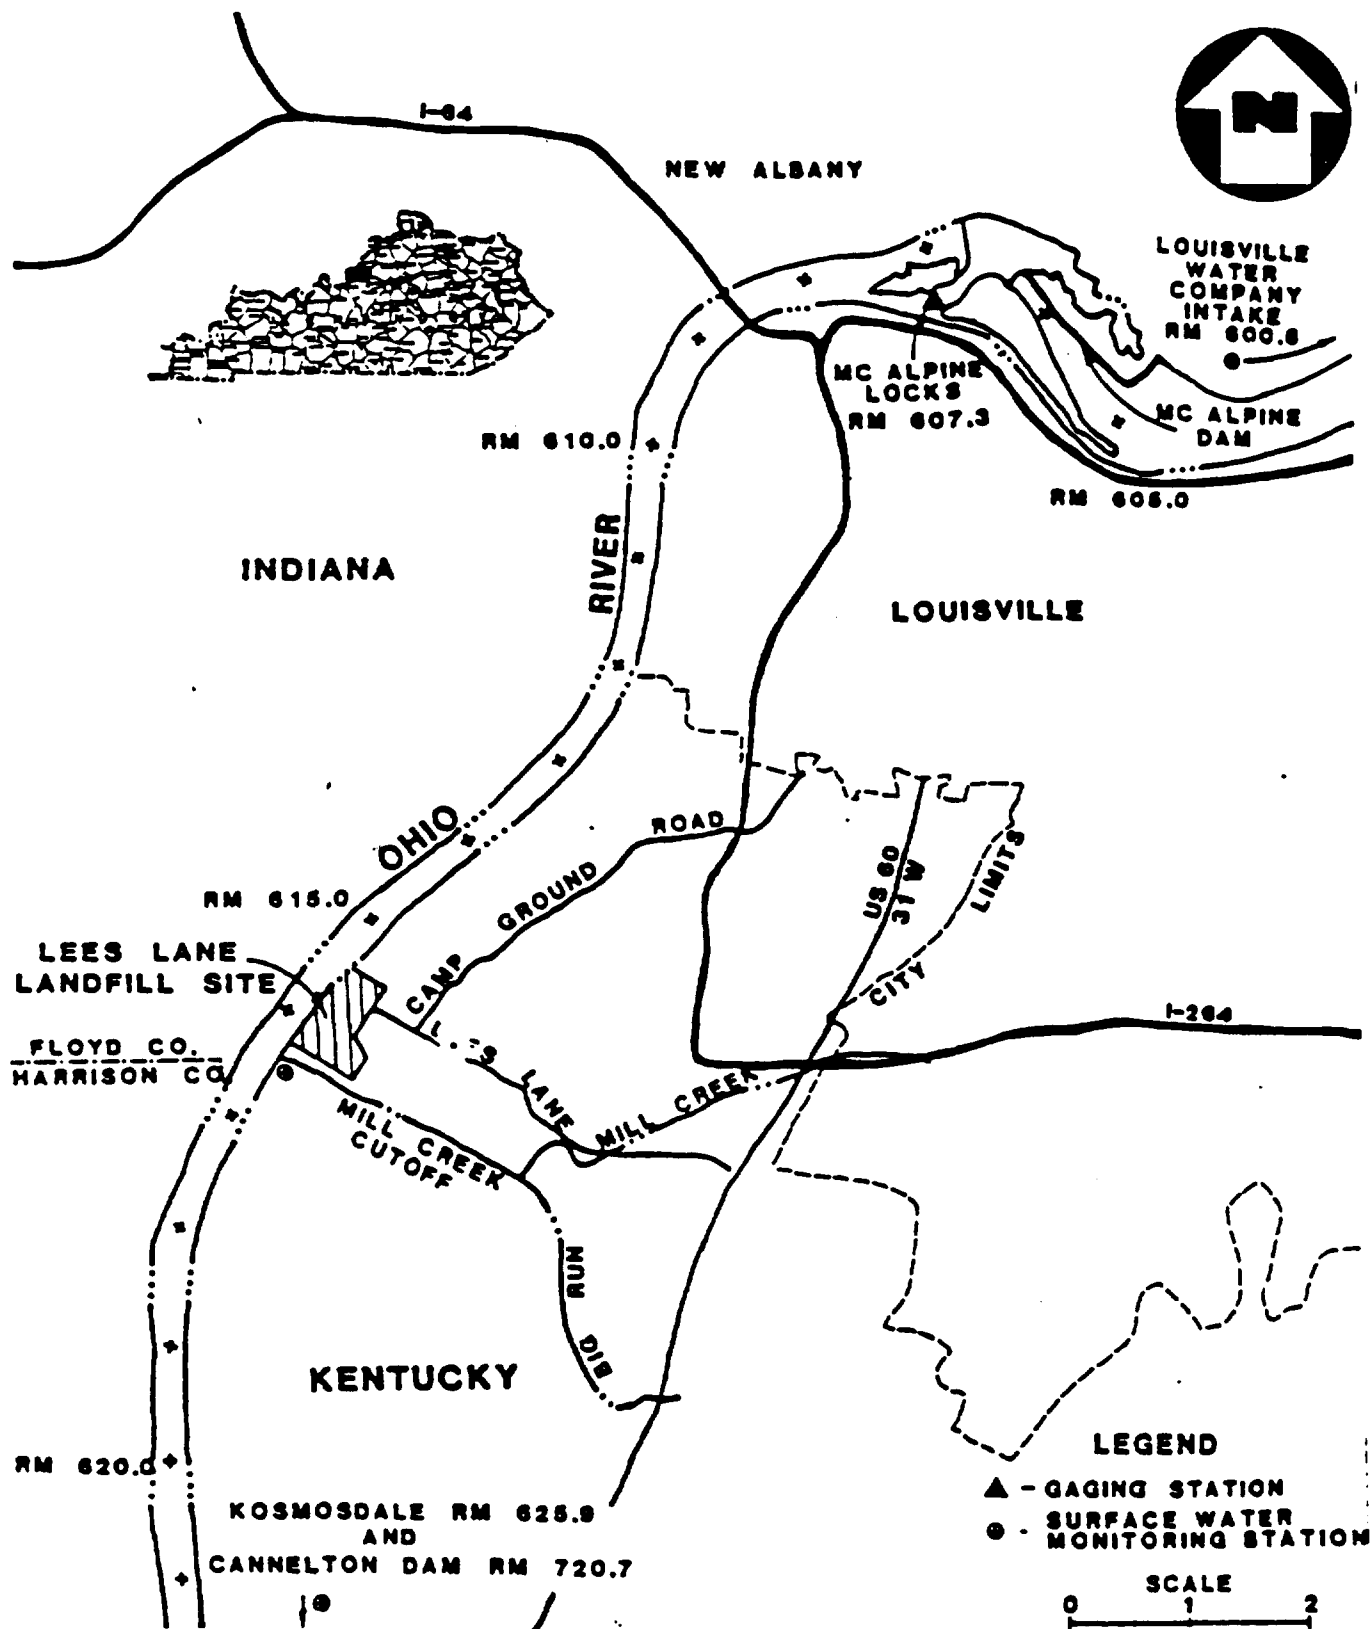 I-64
NEW ALBANY
N
LOUISVILLE
WATER
COMPANY
INTAKE
RM 600.6
MC ALPINE
LOCKS
RM 607.3
MC ALPINE
DAM
RM 610.0
RM 605.0
INDIANA
RIVER
LOUISVILLE
OHIO
ROAD
GROUND
CAMP
US 60
31 W
LIMITS
CITY
RM 615.0
LEES LANE
LANDFILL SITE
I-264
FLOYD CO.
HARRISON CO.
LANE
MILL CREEK
MILL CREEK
CUTOFF
RUN
BIG
KENTUCKY
RM 620.0
LEGEND
- GAGING STATION
- SURFACE WATER
MONITORING STATION
KOSMOSDALE RM 625.9
AND
CANNELTON DAM RM 720.7
SCALE
0 1 2